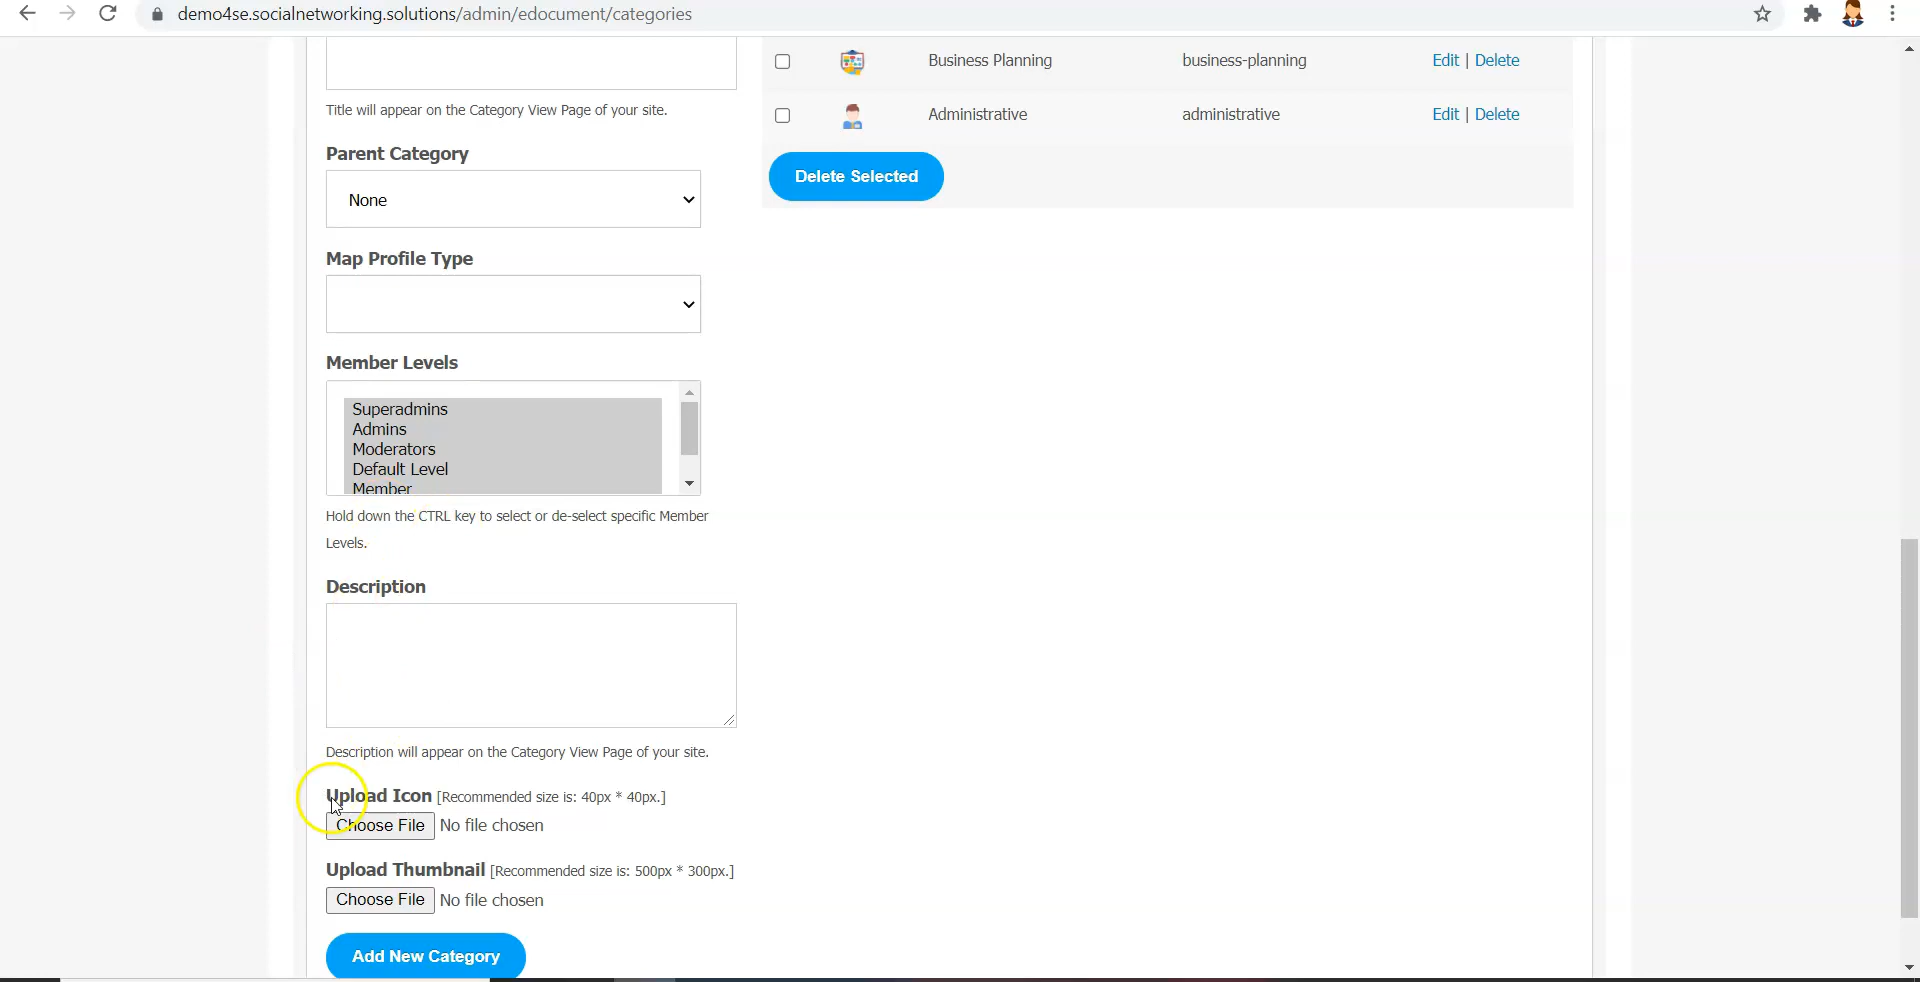 demo4se.socialnetworking.solutions/admin/edocument/categories
Business Planning business-planning Edit | Delete
Title will appear on the Category View Page of your site.
Administrative administrative Edit | Delete
Parent Category
Delete Selected
None
Map Profile Type
Member Levels
Superadmins
Admins
Moderators
Default Level
Member
Hold down the CTRL key to select or de-select specific Member
Levels.
Description
Description will appear on the Category View Page of your site.
Upload Icon [Recommended size is: 40px * 40px.]
Choose File No file chosen
Upload Thumbnail [Recommended size is: 500px * 300px.]
Choose File No file chosen
Add New Category